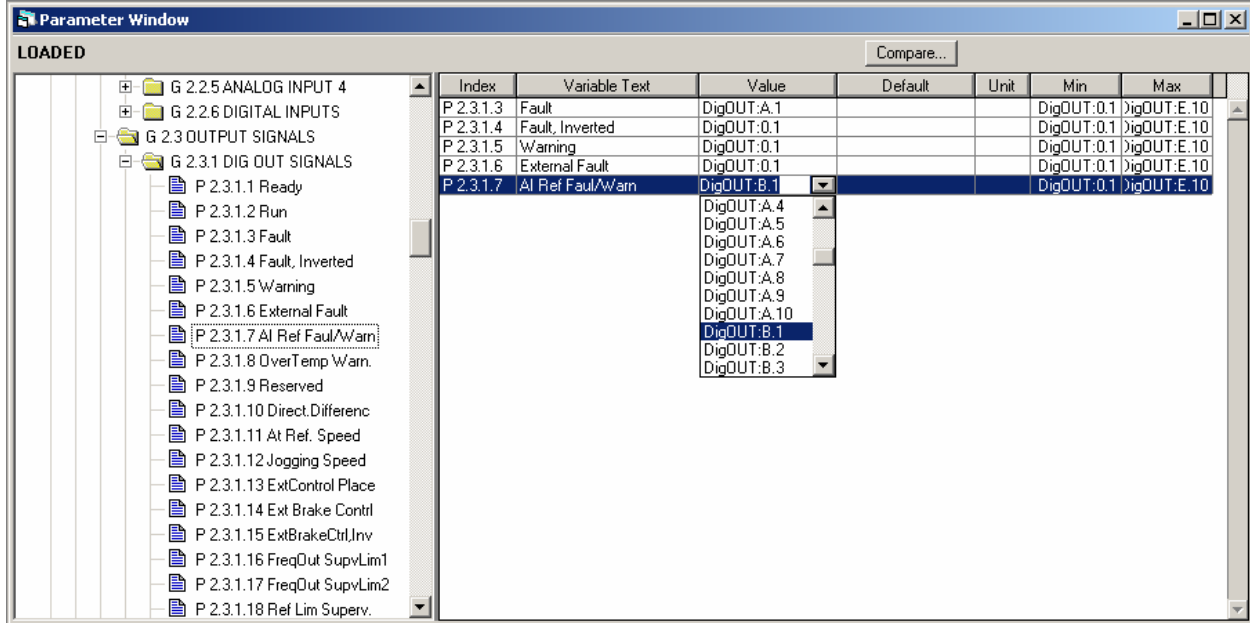 Parameter Window
LOADED
Compare...
G 2.2.5 ANALOG INPUT 4
G 2.2.6 DIGITAL INPUTS
G 2.3 OUTPUT SIGNALS
G 2.3.1 DIG OUT SIGNALS
P 2.3.1.1 Ready
P 2.3.1.2 Run
P 2.3.1.3 Fault
P 2.3.1.4 Fault, Inverted
P 2.3.1.5 Warning
P 2.3.1.6 External Fault
P 2.3.1.7 AI Ref Faul/Warn
P 2.3.1.8 OverTemp Warn.
P 2.3.1.9 Reserved
P 2.3.1.10 Direct.Differenc
P 2.3.1.11 At Ref. Speed
P 2.3.1.12 Jogging Speed
P 2.3.1.13 ExtControl Place
P 2.3.1.14 Ext Brake Contrl
P 2.3.1.15 ExtBrakeCtrl,Inv
P 2.3.1.16 FreqOut SupvLim1
P 2.3.1.17 FreqOut SupvLim2
P 2.3.1.18 Ref Lim Superv.
Index Variable Text Value Default Unit Min Max
P 2.3.1.3 Fault DigOUT:A.1 DigOUT:0.1 DigOUT:E.10
P 2.3.1.4 Fault, Inverted DigOUT:0.1 DigOUT:0.1 DigOUT:E.10
P 2.3.1.5 Warning DigOUT:0.1 DigOUT:0.1 DigOUT:E.10
P 2.3.1.6 External Fault DigOUT:0.1 DigOUT:0.1 DigOUT:E.10
P 2.3.1.7 AI Ref Faul/Warn DigOUT:B.1 DigOUT:0.1 DigOUT:E.10
DigOUT:A.4
DigOUT:A.5
DigOUT:A.6
DigOUT:A.7
DigOUT:A.8
DigOUT:A.9
DigOUT:A.10
DigOUT:B.1
DigOUT:B.2
DigOUT:B.3